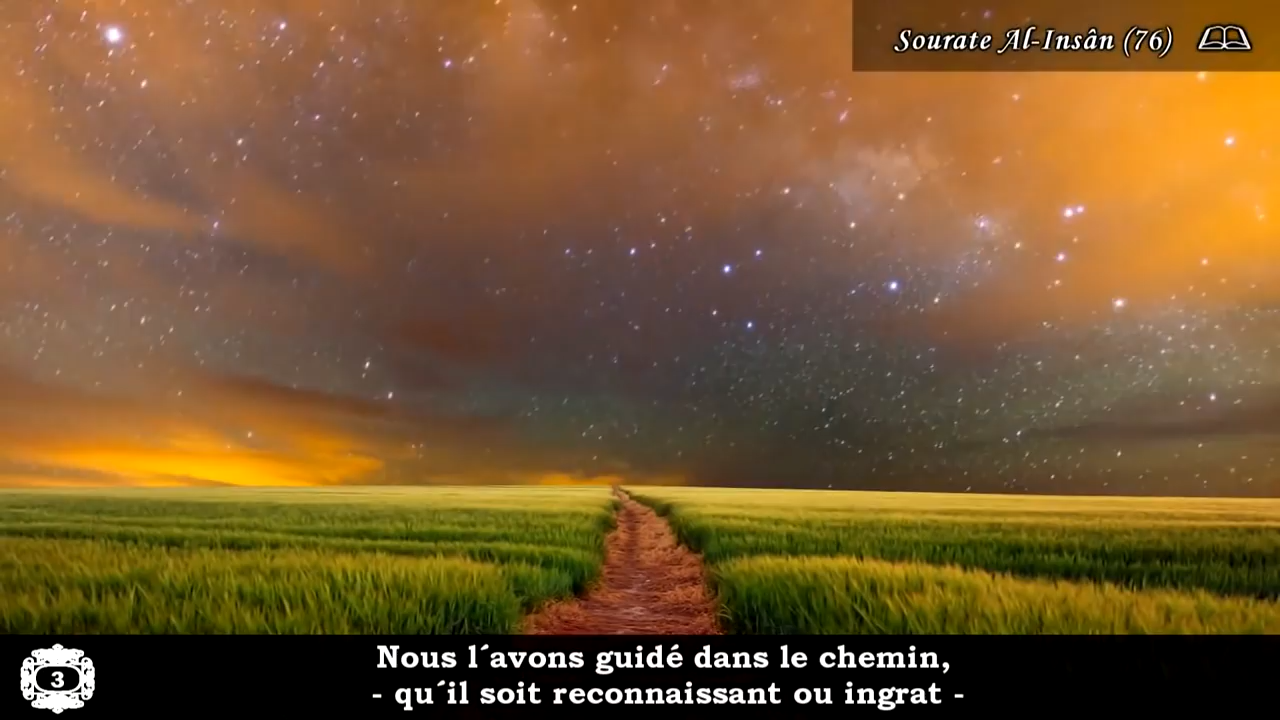 Sourate Al-Insân (76)
Nous l´avons guidé dans le chemin,
- qu´il soit reconnaissant ou ingrat -
3